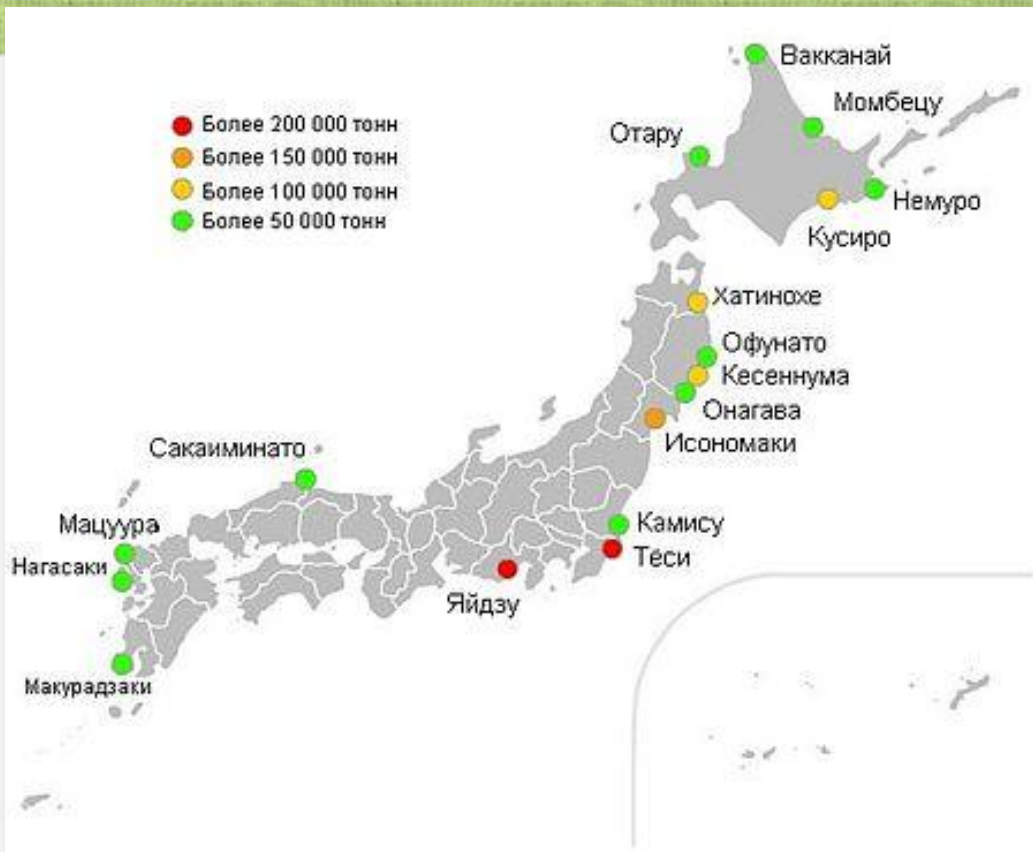 Вакканай
Момбецу
Отару
Немуро
Кусиро
Более 200 000 тонн
Более 150 000 тонн
Более 100 000 тонн
Более 50 000 тонн
Хатинохе
Офунато
Кесеннума
Онагава
Исономаки
Сакаиминато
Камису
Тёси
Мацуура
Нагасаки
Яйдзу
Макурадзаки